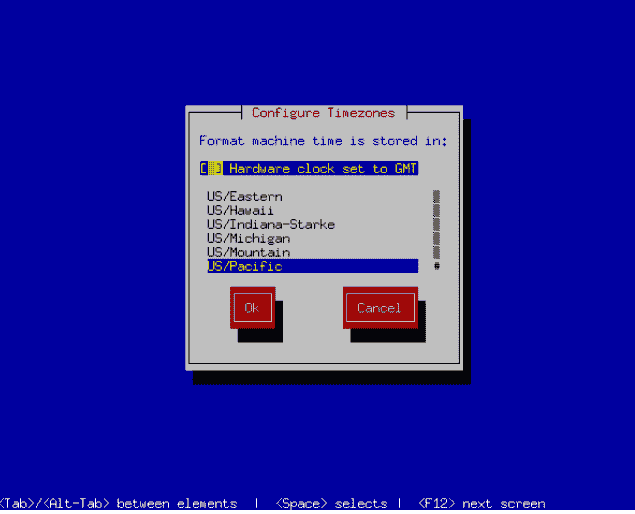 Configure Timezones
Format machine time is stored in:
[ ] Hardware clock set to GMT
US/Eastern
US/Hawaii
US/Indiana-Starke
US/Michigan
US/Mountain
US/Pacific
#
Ok Cancel
<Tab>/<Alt-Tab> between elements | <Space> selects | <F12> next screen